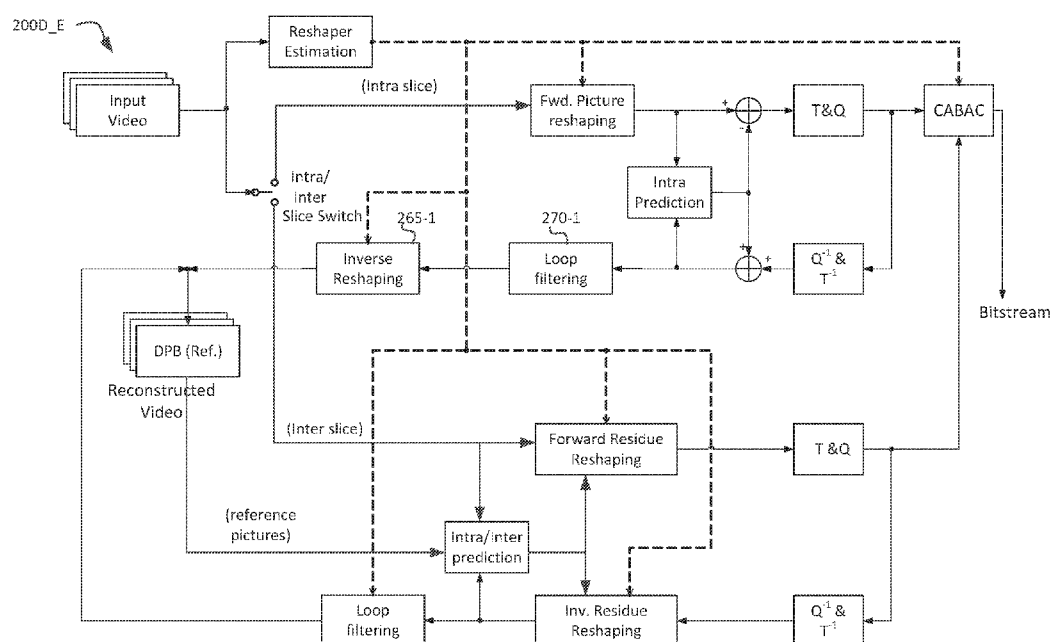 200D_E
Reshaper
Estimation
Input
Video
(Intra slice)
Fwd. Picture
reshaping
+
-
T&Q
CABAC
Intra/
Inter
Slice Switch
Intra
Prediction
265-1
270-1
Inverse
Reshaping
Loop
filtering
+
+
Q⁻¹ &
T⁻¹
Bitstream
DPB (Ref.)
Reconstructed
Video
(Inter slice)
Forward Residue
Reshaping
T &Q
(reference
pictures)
Intra/Inter
prediction
Loop
filtering
Inv. Residue
Reshaping
Q⁻¹ &
T⁻¹